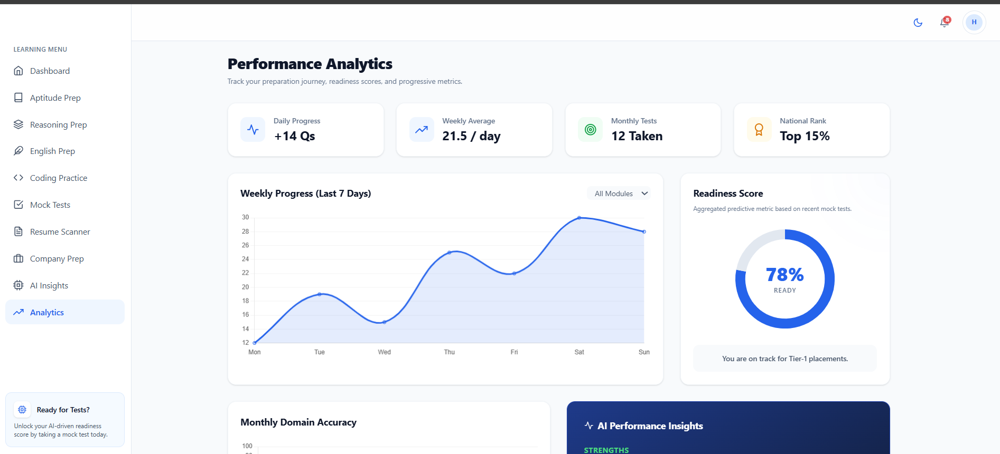 8
H
LEARNING MENU
Dashboard
Aptitude Prep
Reasoning Prep
English Prep
Coding Practice
Mock Tests
Resume Scanner
Company Prep
AI Insights
Analytics
Ready for Tests?
Unlock your AI-driven readiness
score by taking a mock test today.
Performance Analytics
Track your preparation journey, readiness scores, and progressive metrics.
Daily Progress
+14 Qs
Weekly Average
21.5 / day
Monthly Tests
12 Taken
National Rank
Top 15%
Weekly Progress (Last 7 Days)
All Modules
30
28
26
24
22
20
18
16
14
12
Mon Tue Wed Thu Fri Sat Sun
Readiness Score
Aggregated predictive metric based on recent mock tests.
78%
READY
You are on track for Tier-1 placements.
Monthly Domain Accuracy
100
AI Performance Insights
STRENGTHS